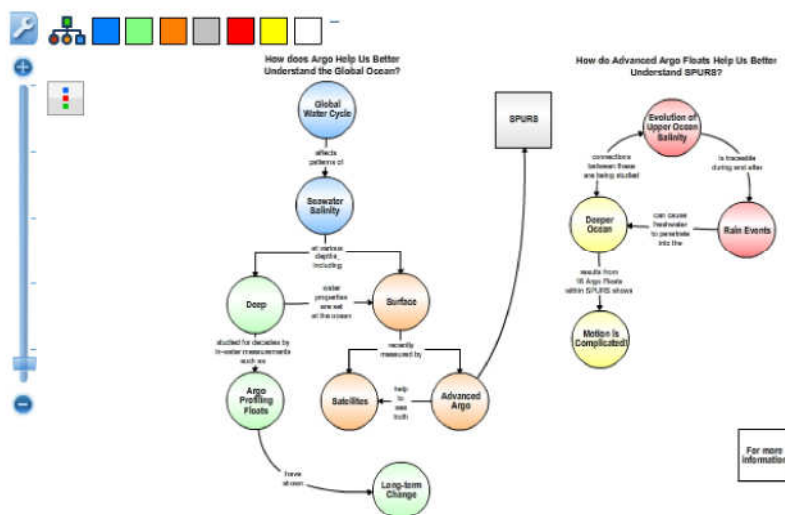 How does Argo Help Us Better
Understand the Global Ocean?
How do Advanced Argo Floats Help Us Better
Understand SPURS?
Global
Water Cycle
affects
patterns of
Seawater
Salinity
at various
depths,
including
Deep
water
properties
are set
at the ocean
Surface
studied for decades by
in-water measurements
such as
recently
measured by
Argo
Profiling
Floats
Satellites
help
to
sea
truth
Advanced
Argo
have
shown
Long-term
Change
SPURS
Evolution of
Upper Ocean
Salinity
connections
between these
are being studied
is traceable
during and after
Deeper
Ocean
can cause
freshwater
to penetrate
into the
Rain Events
results from
16 Argo Floats
within SPURS shows
Motion is
Complicated!
For more
information